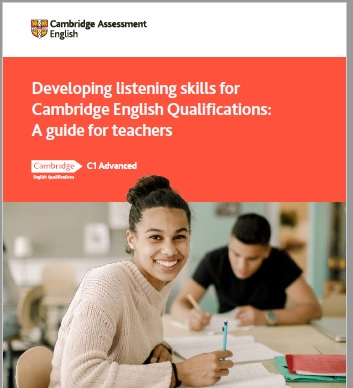 Cambridge Assessment
English
Developing listening skills for
Cambridge English Qualifications:
A guide for teachers
Cambridge C1 Advanced
English Qualifications